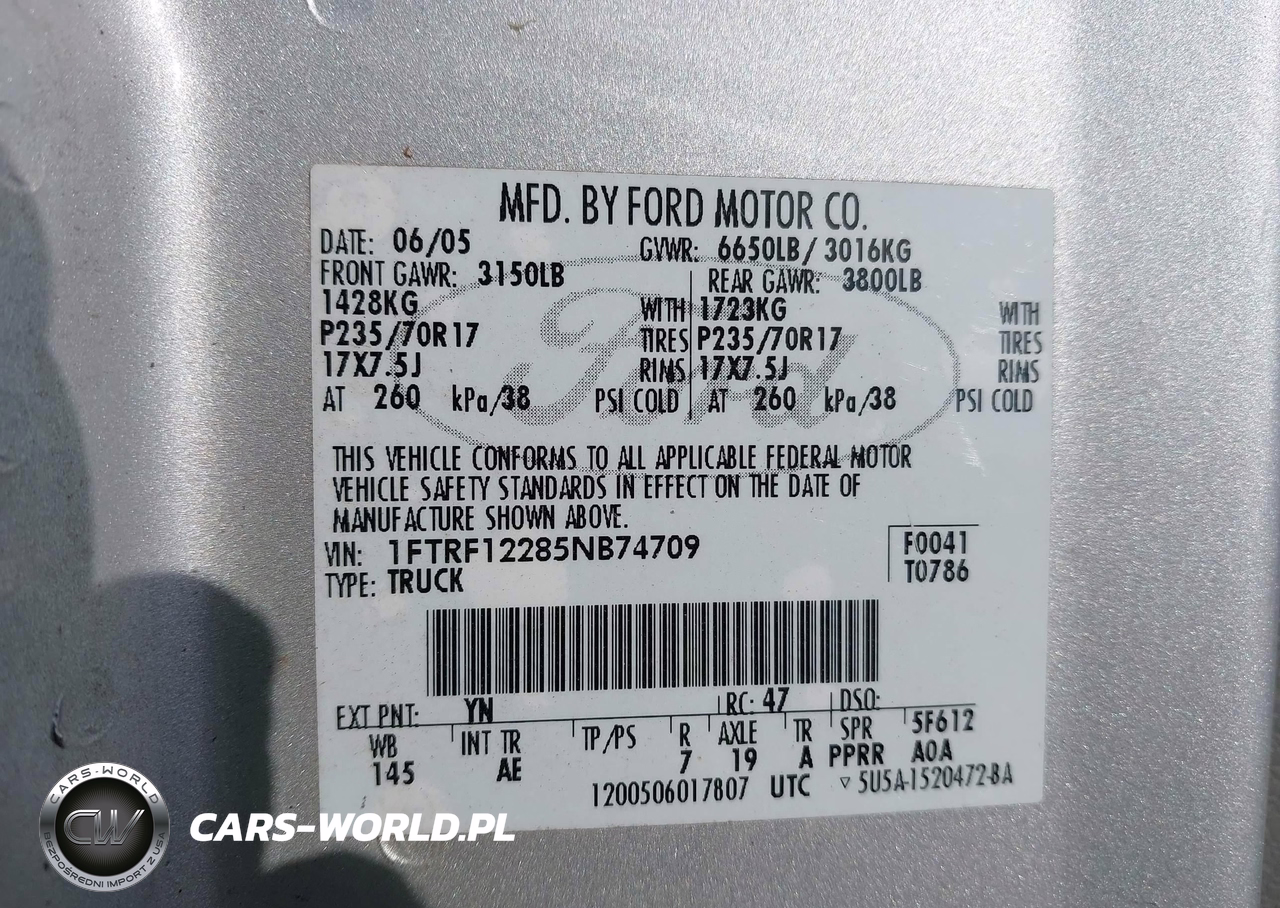 MFD. BY FORD MOTOR CO.
DATE: 06/05 GVWR: 6650LB/ 3016KG
FRONT GAWR: 3150LB REAR GAWR: 3800LB
1428KG WITH 1723KG WITH
P235/70R17 TIRES P235/70R17 TIRES
17X7.5J RIMS 17X7.5J RIMS
AT 260 kPa/38 PSI COLD AT 260 kPa/38 PSI COLD
Ford
THIS VEHICLE CONFORMS TO ALL APPLICABLE FEDERAL MOTOR
VEHICLE SAFETY STANDARDS IN EFFECT ON THE DATE OF
MANUFACTURE SHOWN ABOVE.
VIN: 1FTRF12285NB74709 F0041
TYPE: TRUCK T0786
EXT PNT: YN RC: 47 DSO:
WB INT TR TP/PS R AXLE TR SPR 5F612
145 AE 7 19 A PPRR AOA
1200506017807 UTC ▽ 5U5A-1520472-BA
CARS-WORLD
CW
BEZPOŚREDNI IMPORT Z USA
CARS-WORLD.PL